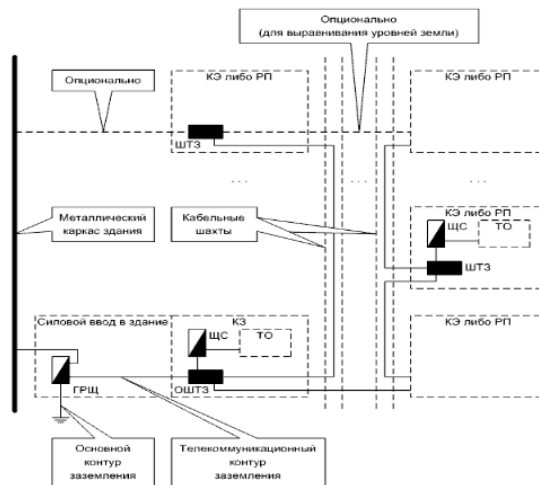 Опционально
(для выравнивания уровней земли)
Опционально
КЭ либо РП
КЭ либо РП
ШТЗ
. . .
. . .
Металлический
каркас здания
Кабельные
шахты
КЭ либо РП
ЩС
ТО
ШТЗ
Силовой ввод в здание
КЗ
КЭ либо РП
ЩС
ТО
ГРЩ
ОШТЗ
Основной
контур
заземления
Телекоммуникационный
контур
заземления